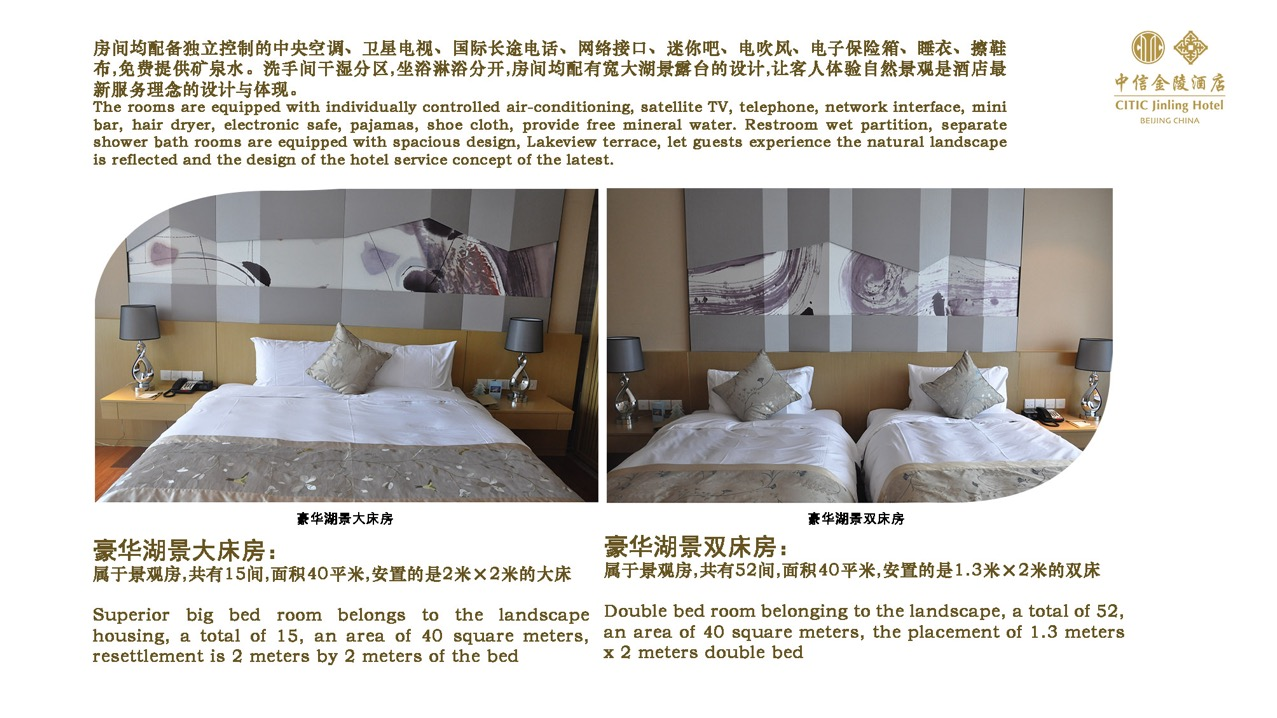 房间均配备独立控制的中央空调、卫星电视、国际长途电话、网络接口、迷你吧、电吹风、电子保险箱、睡衣、擦鞋
布,免费提供矿泉水。洗手间干湿分区,坐浴淋浴分开,房间均配有宽大湖景露台的设计,让客人体验自然景观是酒店最
新服务理念的设计与体现。
The rooms are equipped with individually controlled air-conditioning, satellite TV, telephone, network interface, mini
bar, hair dryer, electronic safe, pajamas, shoe cloth, provide free mineral water. Restroom wet partition, separate
shower bath rooms are equipped with spacious design, Lakeview terrace, let guests experience the natural landscape
is reflected and the design of the hotel service concept of the latest.
中信金陵酒店
CITIC Jinling Hotel
BEIJING CHINA
豪华湖景大床房
豪华湖景大床房：
属于景观房,共有15间,面积40平米,安置的是2米×2米的大床
Superior big bed room belongs to the landscape
housing, a total of 15, an area of 40 square meters,
resettlement is 2 meters by 2 meters of the bed
豪华湖景双床房
豪华湖景双床房：
属于景观房,共有52间,面积40平米,安置的是1.3米×2米的双床
Double bed room belonging to the landscape, a total of 52,
an area of 40 square meters, the placement of 1.3 meters
x 2 meters double bed